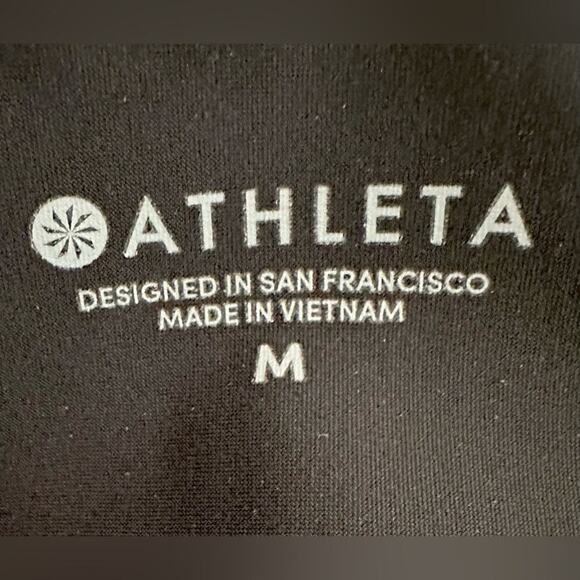 ATHLETA
DESIGNED IN SAN FRANCISCO
MADE IN VIETNAM
M